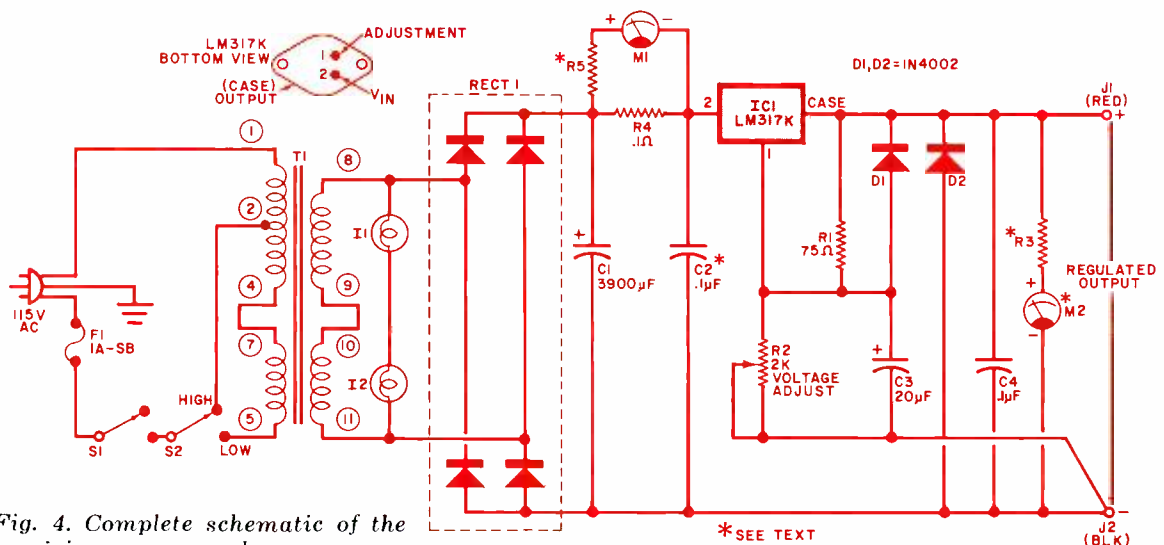 LM317K
BOTTOM VIEW
ADJUSTMENT
1
2
(CASE)
OUTPUT
VIN
RECT 1
*R5
+ -
M1
R4
.1Ω
D1,D2=1N4002
2
IC1
LM317K
CASE
1
J1
(RED)
+
1
T1
8
2
4
9
7
10
5
11
I1
I2
115V
AC
F1
1A-SB
S1
S2
HIGH
LOW
+
C1
3900µF
C2*
.1µF
R1
75Ω
D1
D2
R2
2K
VOLTAGE
ADJUST
+
C3
20µF
C4
.1µF
*R3
+
*
M2
-
REGULATED
OUTPUT
-
J2
(BLK)
*SEE TEXT
Fig. 4. Complete schematic of the